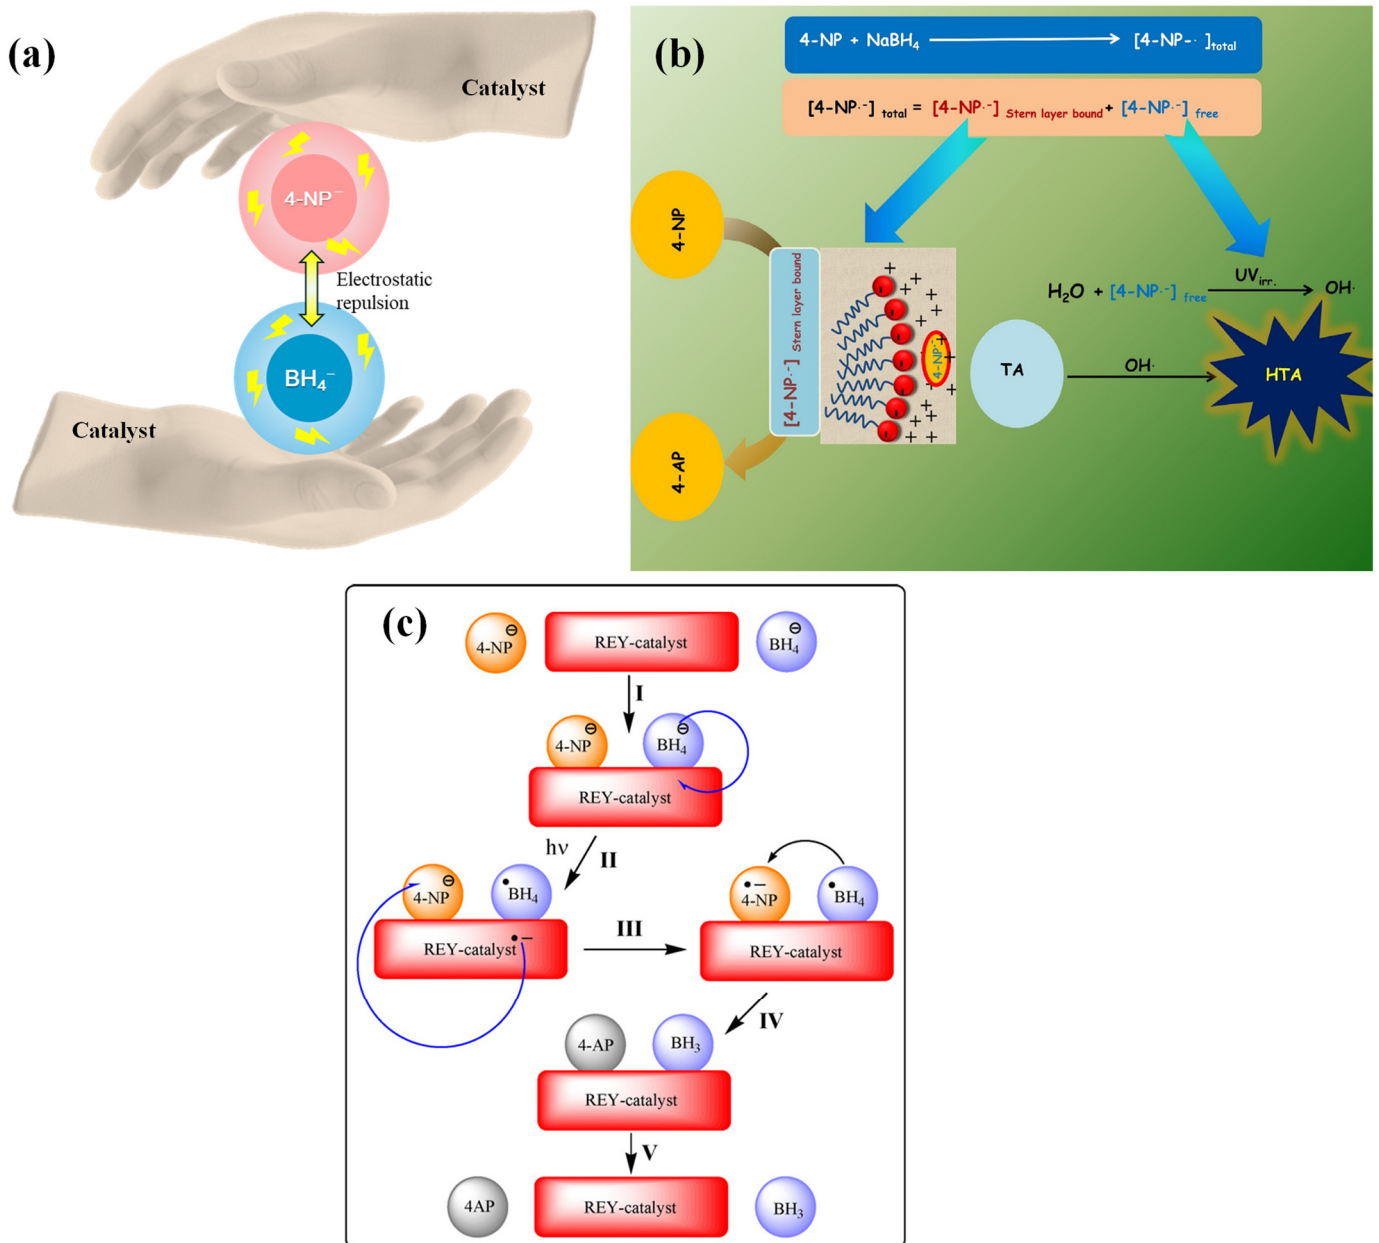 (a)
Catalyst
4-NP⁻
Electrostatic
repulsion
BH₄⁻
Catalyst
(b)
4-NP + NaBH₄ ⟶ [4-NP-· ]total
[4-NP·-] total = [4-NP·-] Stern layer bound + [4-NP·-] free
4-NP
[4-NP·-] Stern layer bound
4-AP
+ + + + + +
- - - - - - -
4-NP·-
+ + + + + +
TA
H₂O + [4-NP·-] free
UVirr.
OH·
OH·
HTA
(c)
4-NP⊖
REY-catalyst
BH₄⊖
I
4-NP⊖
BH₄⊖
REY-catalyst
hν
II
4-NP⊖
•BH₄
REY-catalyst•−
III
•−
4-NP
•BH₄
REY-catalyst
IV
4-AP
BH₃
REY-catalyst
V
4AP
REY-catalyst
BH₃